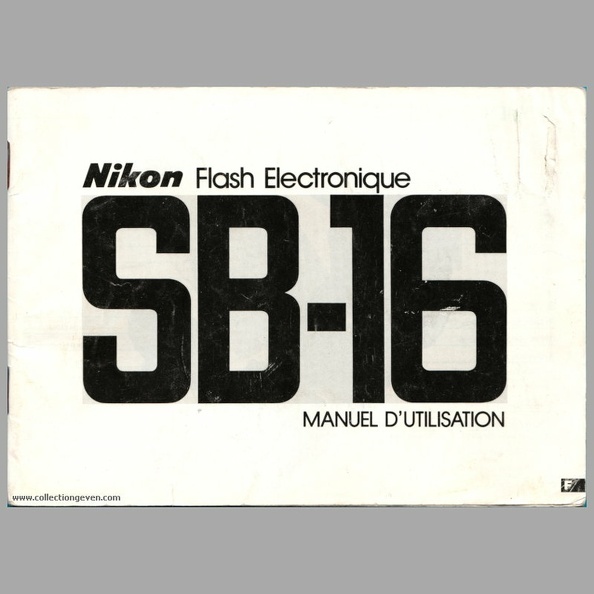 Nikon Flash Electronique
SB-16
MANUEL D'UTILISATION
F
www.collectiongeven.com